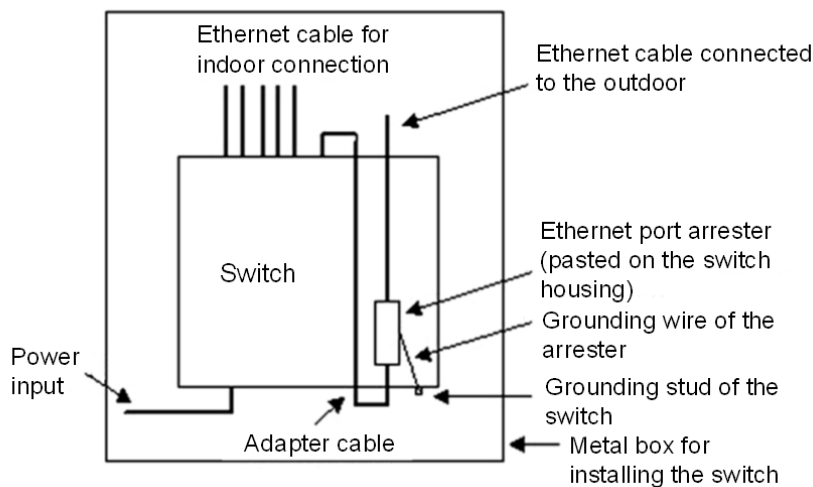 Ethernet cable for
indoor connection
Ethernet cable connected
to the outdoor
Ethernet port arrester
(pasted on the switch
housing)
Switch
Grounding wire of the
arrester
Power
input
Grounding stud of the
switch
Adapter cable
Metal box for
installing the switch